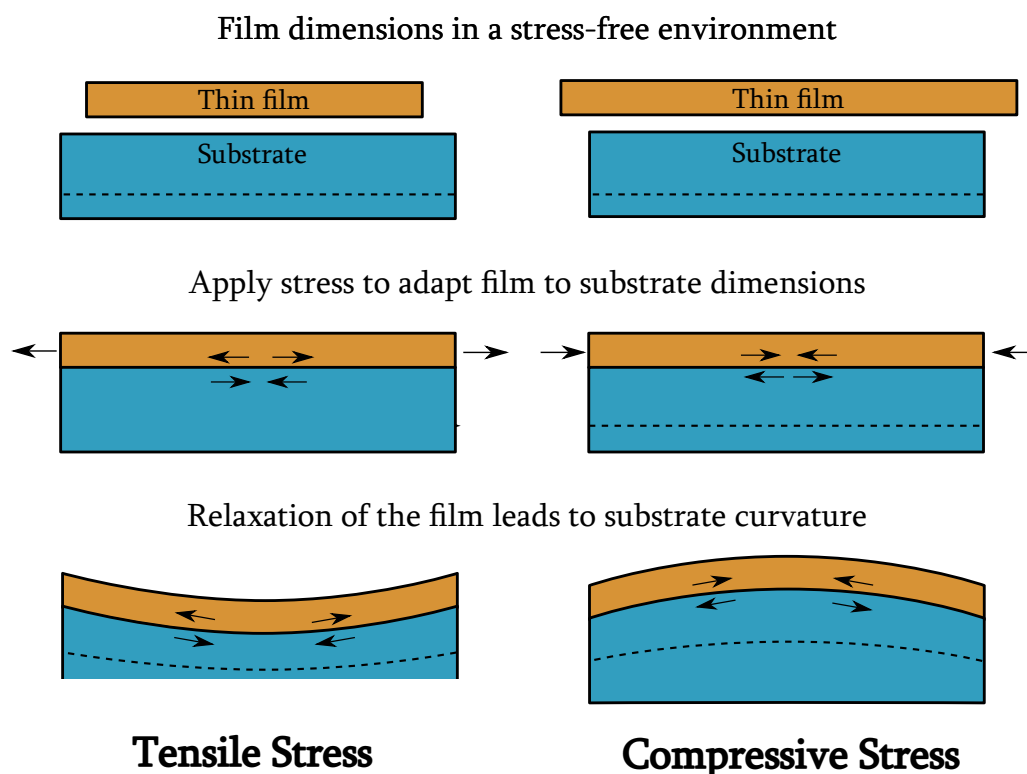 Film dimensions in a stress-free environment
Thin film
Thin film
Substrate
Substrate
Apply stress to adapt film to substrate dimensions
Relaxation of the film leads to substrate curvature
Tensile Stress
Compressive Stress